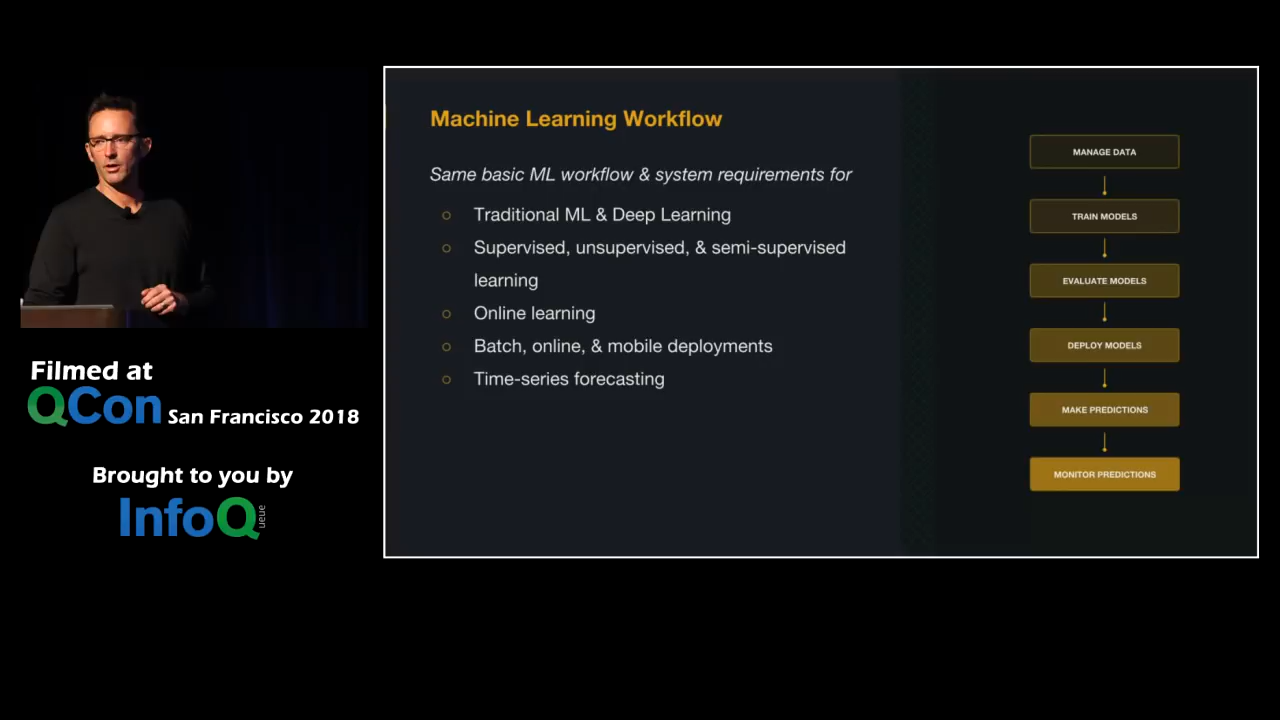 Machine Learning Workflow
Same basic ML workflow & system requirements for
Traditional ML & Deep Learning
Supervised, unsupervised, & semi-supervised
learning
Online learning
Batch, online, & mobile deployments
Time-series forecasting
MANAGE DATA
TRAIN MODELS
EVALUATE MODELS
DEPLOY MODELS
MAKE PREDICTIONS
MONITOR PREDICTIONS
Filmed at
QCon San Francisco 2018
Brought to you by
InfoQueue